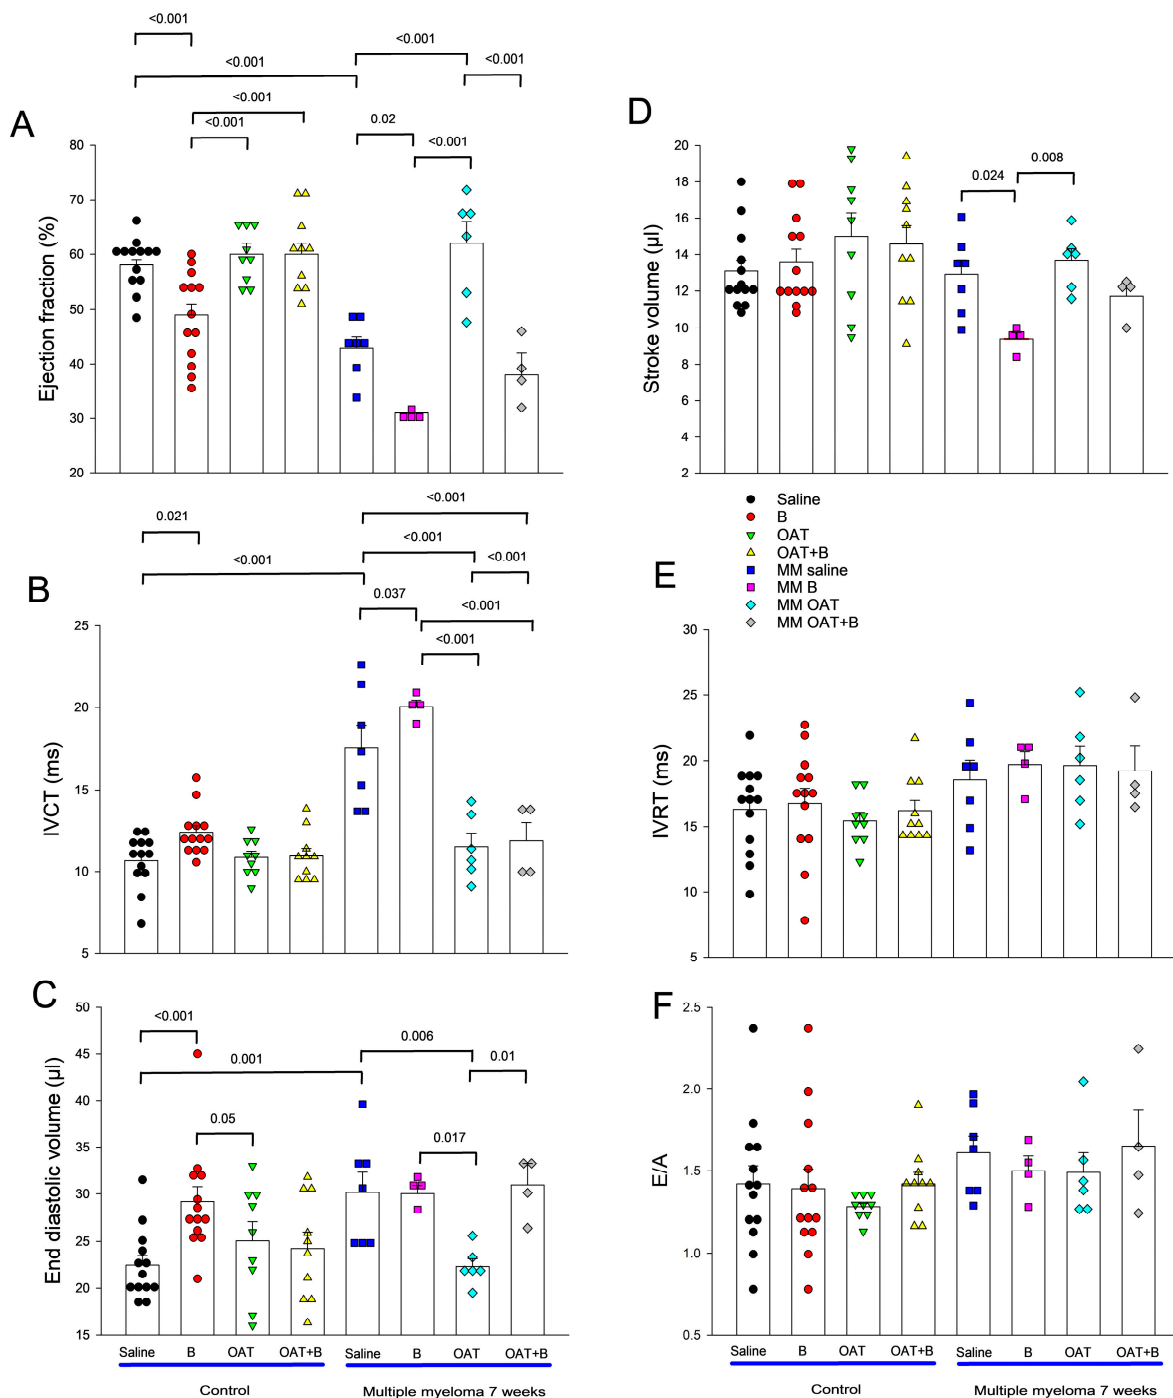 <0.001
<0.001
<0.001
<0.001
<0.001
<0.001
0.02
<0.001
A
80
70
60
50
40
30
20
Ejection fraction (%)
D
20
18
16
14
12
10
8
6
4
2
Stroke volume (µl)
0.024
0.008
Saline
B
OAT
OAT+B
MM saline
MM B
MM OAT
MM OAT+B
<0.001
0.021
<0.001
<0.001
<0.001
B
0.037
<0.001
<0.001
25
20
15
10
5
IVCT (ms)
E
30
25
20
15
10
5
IVRT (ms)
C
50
45
40
35
30
25
20
15
End diastolic volume (µl)
<0.001
0.001
0.006
0.01
0.05
0.017
Saline B OAT OAT+B Saline B OAT OAT+B
Control Multiple myeloma 7 weeks
F
2.5
2.0
1.5
1.0
0.5
E/A
Saline B OAT OAT+B Saline B OAT OAT+B
Control Multiple myeloma 7 weeks